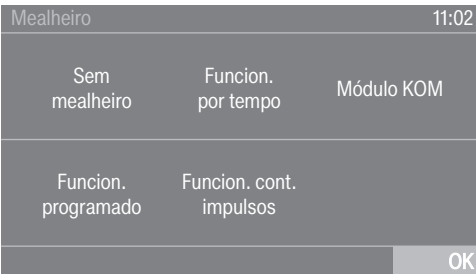 Mealheiro 11:02
Sem
mealheiro
Funcion.
por tempo
Módulo KOM
Funcion.
programado
Funcion. cont.
impulsos
OK